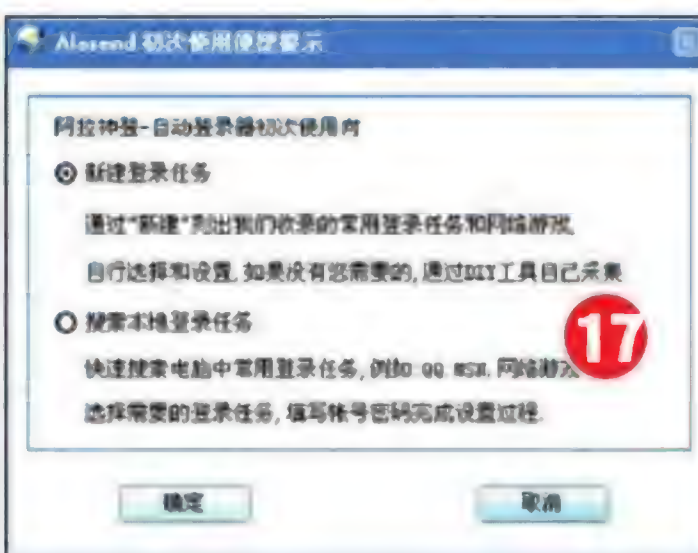 Alasend 初次使用便捷提示
阿拉神登-自动登录器初次使用向
新建登录任务
通过"新建"列出我们收录的常用登录任务和网络游戏,
自行选择和设置, 如果没有您需要的, 通过DIY工具自己采集
搜索本地登录任务
快速搜索电脑中常用登录任务, 例如 qq msn. 网络游戏
选择需要的登录任务, 填写帐号密码完成设置过程.
17
确定
取消